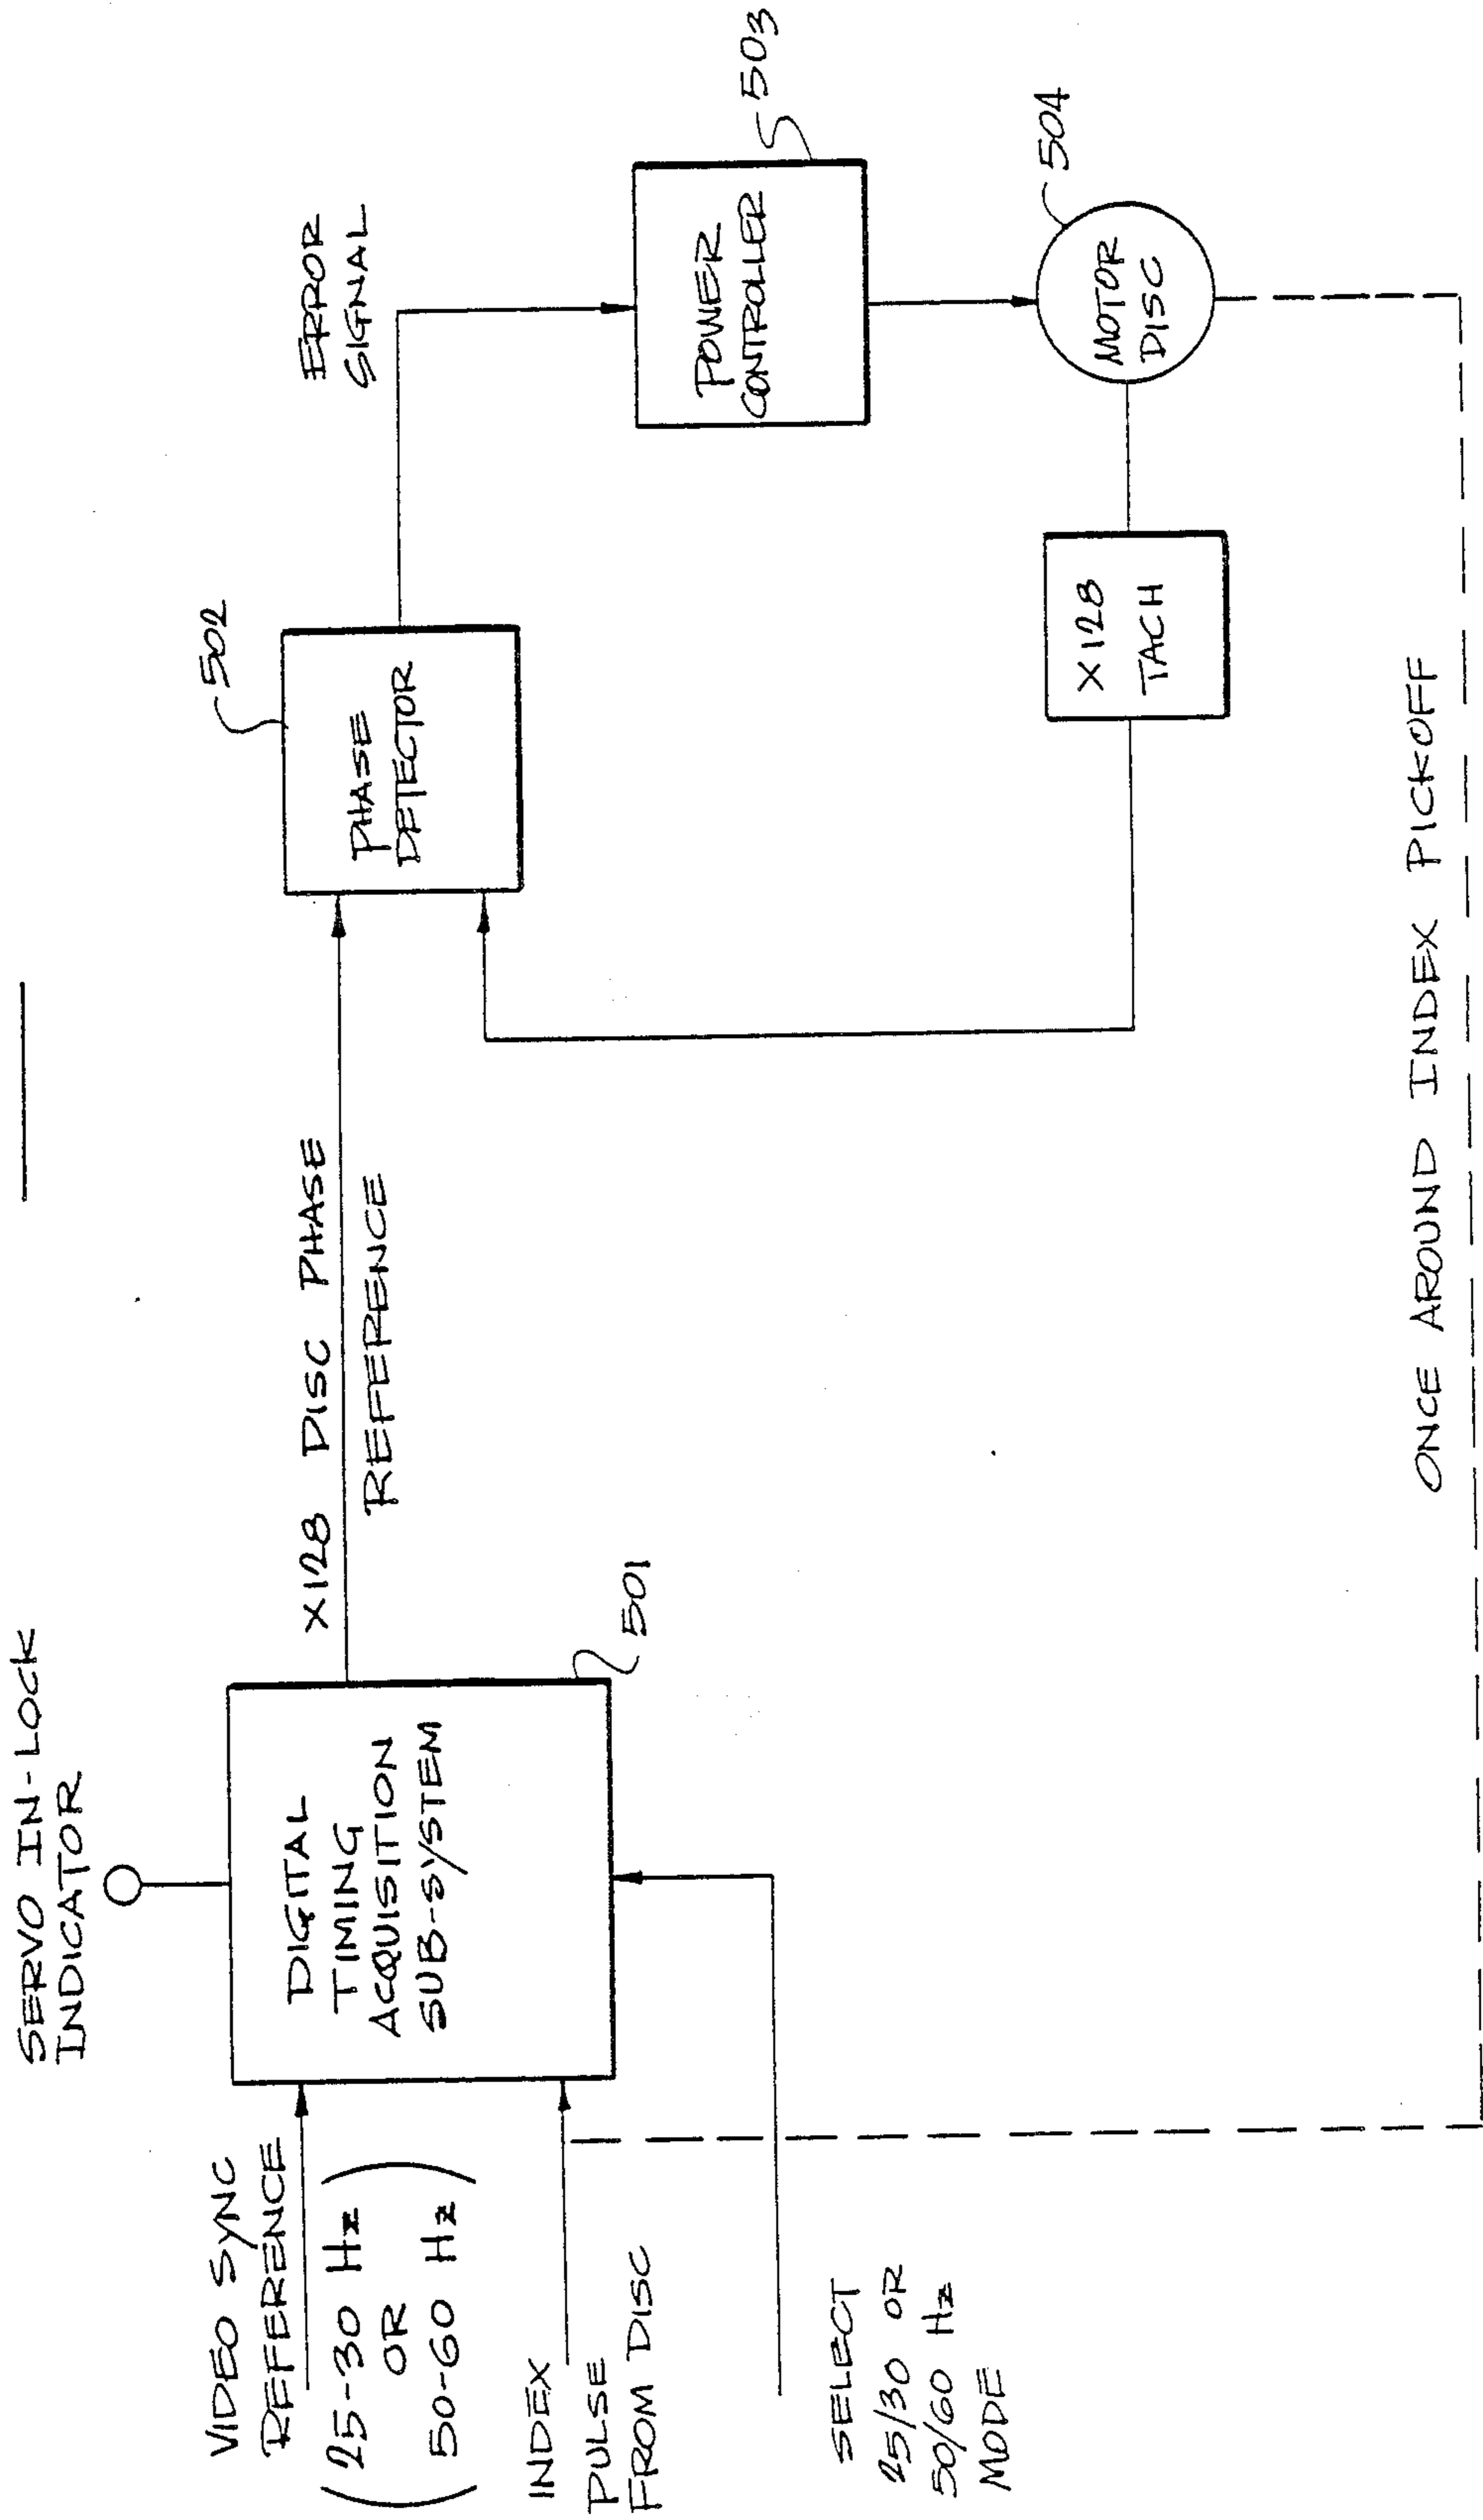 SERVO IN-LOCK
INDICATOR
VIDEO SYNC
REFERENCE
(25-30 Hz
OR
50-60 Hz)
INDEX
PULSE
FROM DISC
SELECT
25/30 OR
50/60 Hz
MODE
DIGITAL
TIMING
ACQUISITION
SUB-SYSTEM
501
X128 DISC PHASE
REFERENCE
502
PHASE
DETECTOR
ERROR
SIGNAL
POWER
CONTROLLER
503
MOTOR
DISC
504
X128
TACH
ONCE AROUND INDEX PICKOFF